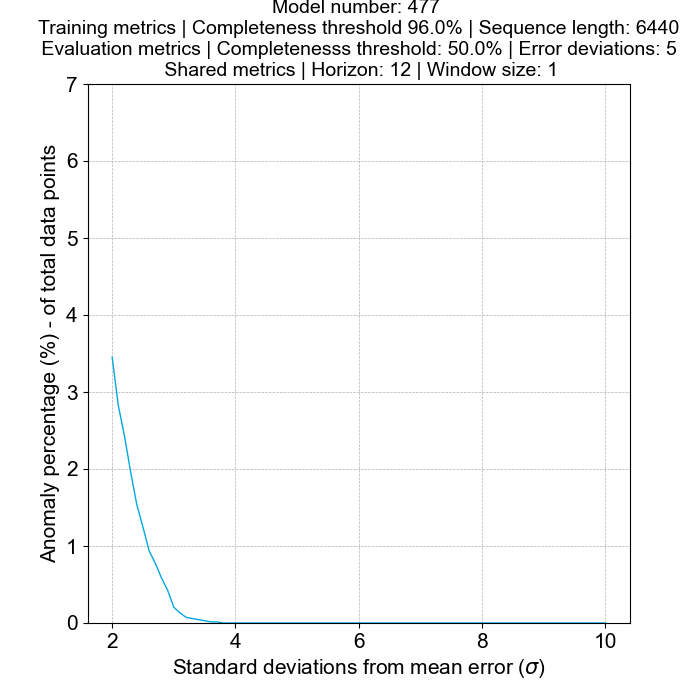 Model number: 477
Training metrics | Completeness threshold 96.0% | Sequence length: 6440
Evaluation metrics | Completenesss threshold: 50.0% | Error deviations: 5
Shared metrics | Horizon: 12 | Window size: 1
7
6
5
4
3
2
1
0
Anomaly percentage (%) - of total data points
2 4 6 8 10
Standard deviations from mean error (σ)